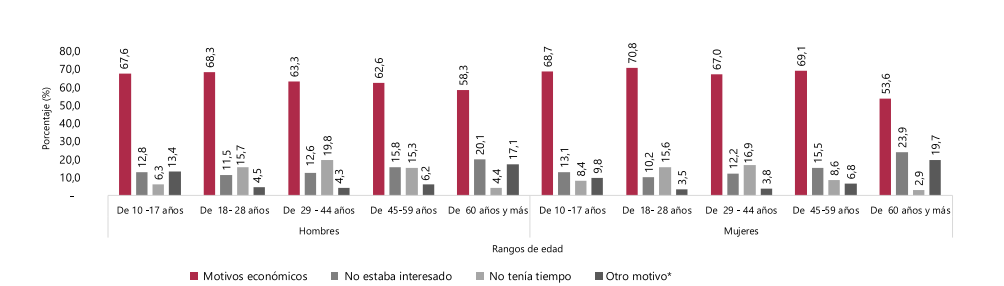 Porcentaje (%)
80,0
70,0
60,0
50,0
40,0
30,0
20,0
10,0
-
67,6 12,8 6,3 13,4
68,3 11,5 15,7 4,5
63,3 12,6 19,8 4,3
62,6 15,8 15,3 6,2
58,3 20,1 4,4 17,1
68,7 13,1 8,4 9,8
70,8 10,2 15,6 3,5
67,0 12,2 16,9 3,8
69,1 15,5 8,6 6,8
53,6 23,9 2,9 19,7
De 10 -17 años De 18- 28 años De 29 - 44 años De 45-59 años De 60 años y más De 10 -17 años De 18- 28 años De 29 - 44 años De 45-59 años De 60 años y más
Hombres Mujeres
Rangos de edad
Motivos económicos No estaba interesado No tenía tiempo Otro motivo*